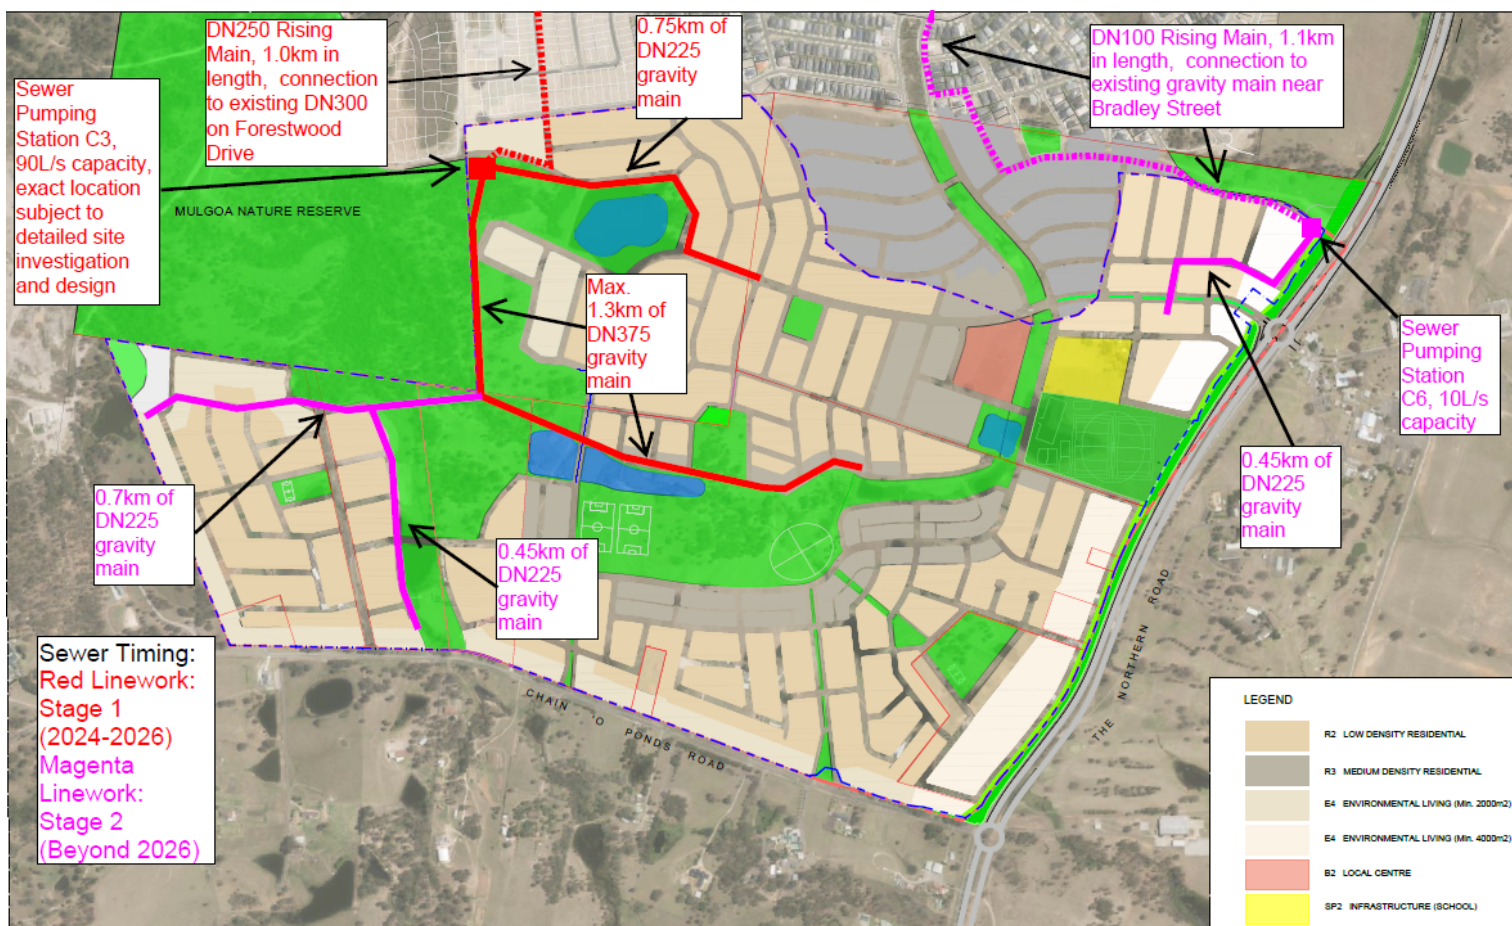 DN250 Rising
Main, 1.0km in
length, connection
to existing DN300
on Forestwood
Drive
0.75km of
DN225
gravity
main
DN100 Rising Main, 1.1km
in length, connection to
existing gravity main near
Bradley Street
Sewer
Pumping
Station C3,
90L/s capacity,
exact location
subject to
detailed site
investigation
and design
MULGOA NATURE RESERVE
Max.
1.3km of
DN375
gravity
main
Sewer
Pumping
Station
C6, 10L/s
capacity
0.45km of
DN225
gravity
main
0.7km of
DN225
gravity
main
0.45km of
DN225
gravity
main
Sewer Timing:
Red Linework:
Stage 1
(2024-2026)
Magenta
Linework:
Stage 2
(Beyond 2026)
CHAIN 'O PONDS ROAD
THE NORTHERN ROAD
LEGEND
R2 LOW DENSITY RESIDENTIAL
R3 MEDIUM DENSITY RESIDENTIAL
E4 ENVIRONMENTAL LIVING (Min. 2000m2)
E4 ENVIRONMENTAL LIVING (Min. 4000m2)
B2 LOCAL CENTRE
SP2 INFRASTRUCTURE (SCHOOL)